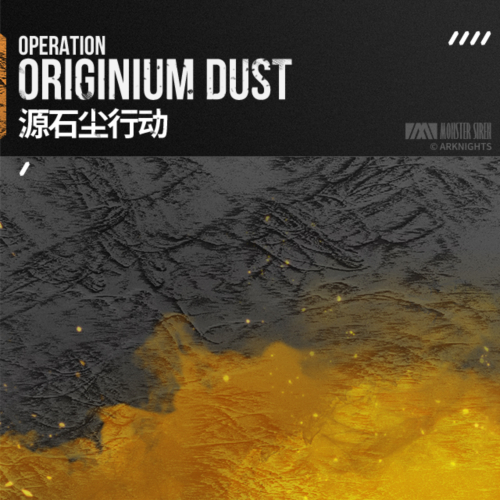 OPERATION
ORIGINIUM DUST
源石尘行动
MONSTER SIREN
© ARKNIGHTS